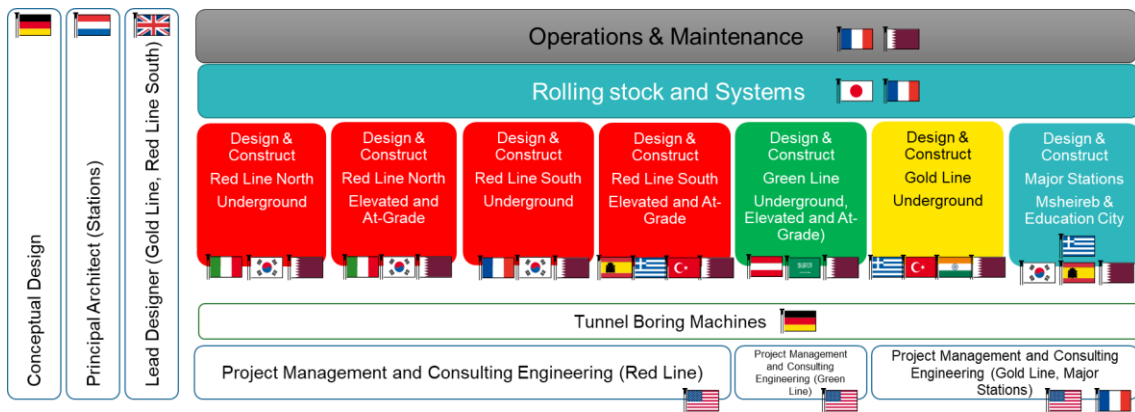 Conceptual Design
Principal Architect (Stations)
Lead Designer (Gold Line, Red Line South)
Operations & Maintenance
Rolling stock and Systems
Design &
Construct
Red Line North
Underground
Design &
Construct
Red Line North
Elevated and
At-Grade
Design &
Construct
Red Line South
Underground
Design &
Construct
Red Line South
Elevated and At-
Grade
Design &
Construct
Green Line
Underground,
Elevated and At-
Grade)
Design &
Construct
Gold Line
Underground
Design &
Construct
Major Stations
Msheireb &
Education City
Tunnel Boring Machines
Project Management and Consulting Engineering (Red Line)
Project Management
and Consulting
Engineering (Green
Line)
Project Management and Consulting
Engineering (Gold Line, Major
Stations)